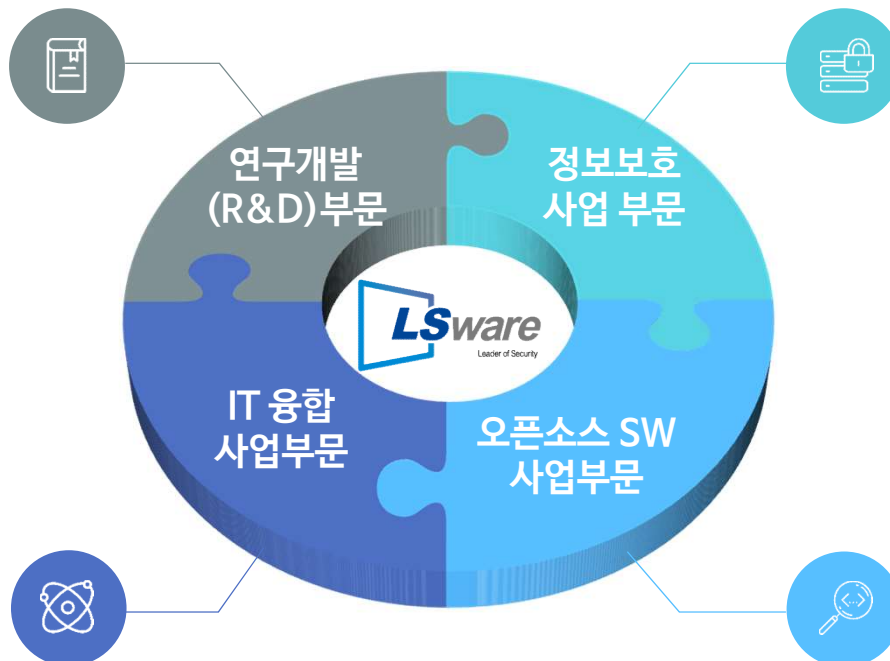 연구개발
(R&D)부문
정보보호
사업 부문
LSware
Leader of Security
IT 융합
사업부문
오픈소스 SW
사업부문
<...>